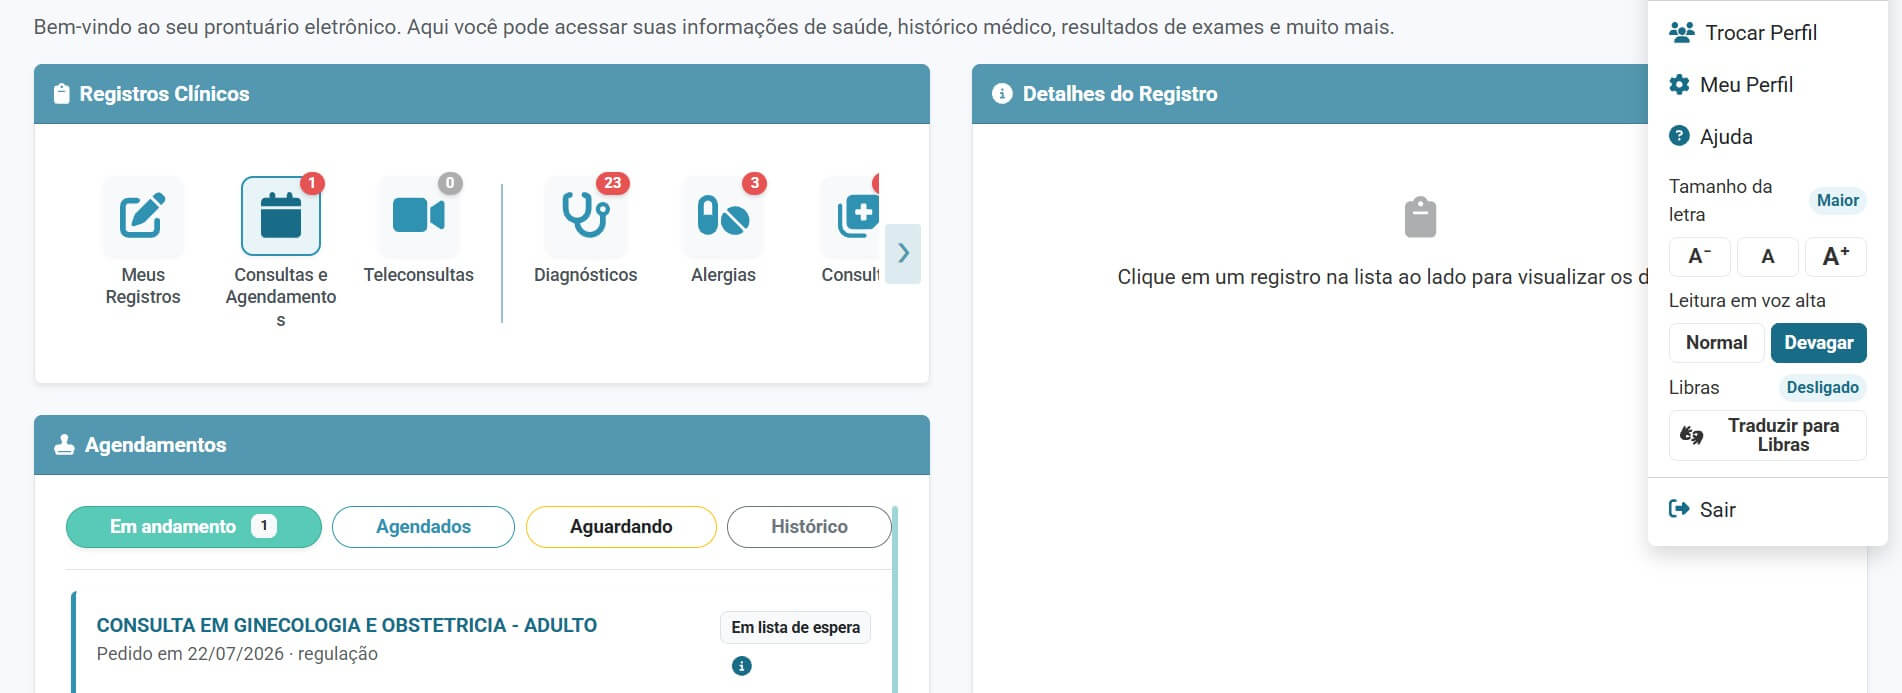 Bem-vindo ao seu prontuário eletrônico. Aqui você pode acessar suas informações de saúde, histórico médico, resultados de exames e muito mais.
Registros Clínicos
1
0
23
3
Meus
Registros
Consultas e
Agendamento
s
Teleconsultas
Diagnósticos
Alergias
Consult
Agendamentos
Em andamento 1
Agendados
Aguardando
Histórico
CONSULTA EM GINECOLOGIA E OBSTETRICIA - ADULTO
Em lista de espera
Pedido em 22/07/2026 · regulação
Detalhes do Registro
Clique em um registro na lista ao lado para visualizar os d
Trocar Perfil
Meu Perfil
Ajuda
Tamanho da
letra
Maior
A⁻
A
A⁺
Leitura em voz alta
Normal
Devagar
Libras
Desligado
Traduzir para
Libras
Sair